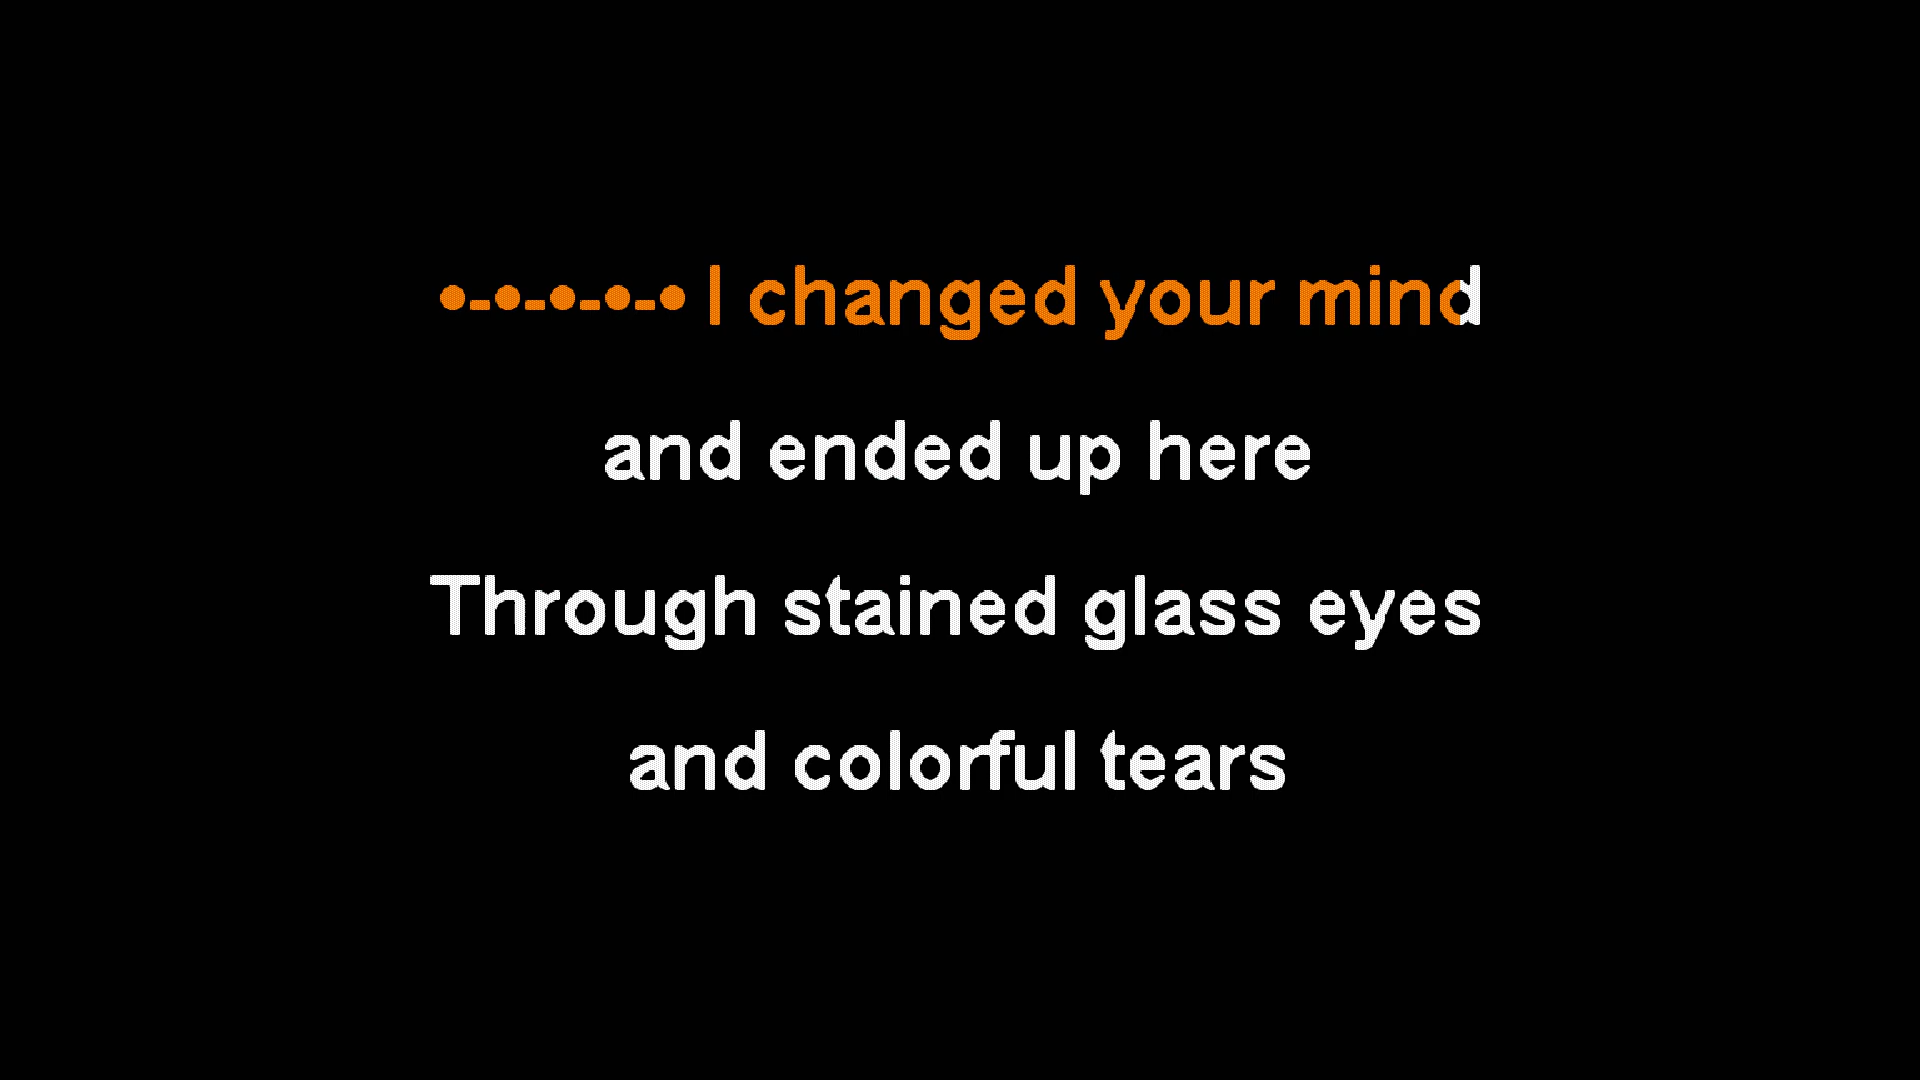 •-•-•-•-• I changed your mind
and ended up here
Through stained glass eyes
and colorful tears